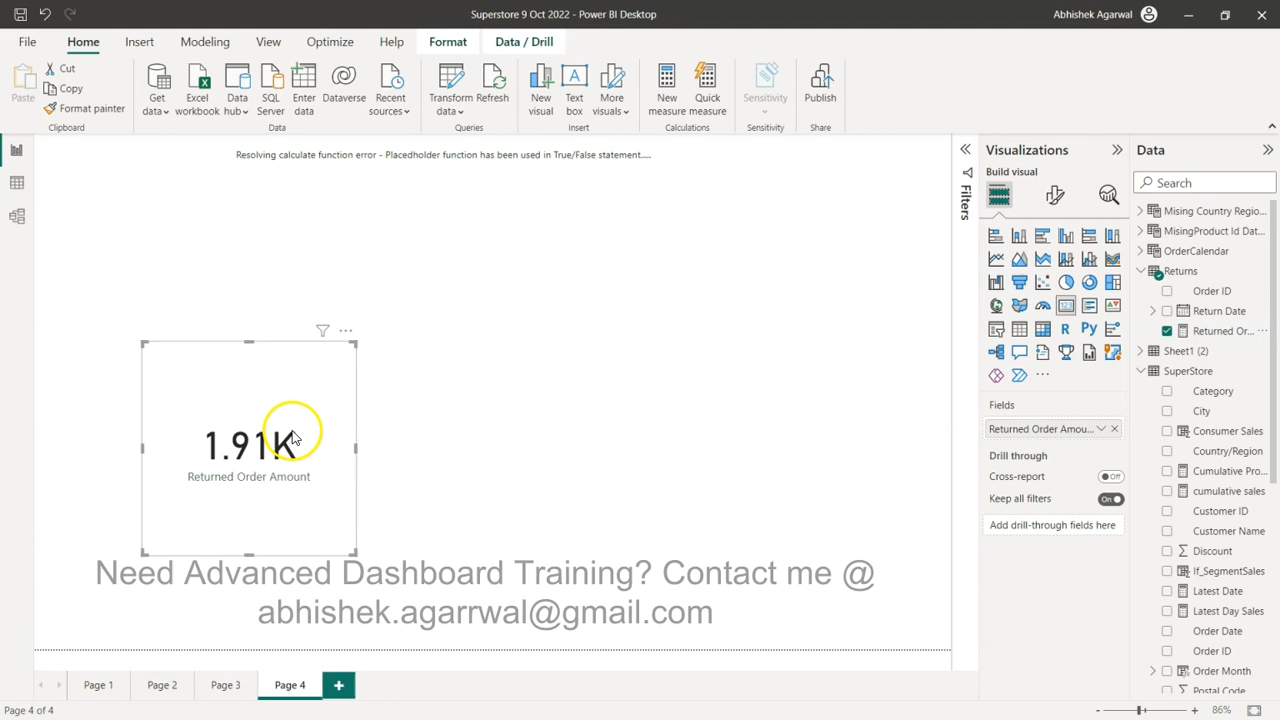 Superstore 9 Oct 2022 - Power BI Desktop
Abhishek Agarwal
File
Home
Insert
Modeling
View
Optimize
Help
Format
Data / Drill
Paste
Cut
Copy
Format painter
Clipboard
Get data
Excel workbook
Data hub
SQL Server
Enter data
Dataverse
Recent sources
Data
Transform data
Refresh
Queries
New visual
Text box
More visuals
Insert
New measure
Quick measure
Calculations
Sensitivity
Sensitivity
Publish
Share
Resolving calculate function error - Placedholder function has been used in True/False statement.....
1.91K
Returned Order Amount
Need Advanced Dashboard Training? Contact me @
abhishek.agarrwal@gmail.com
Filters
Visualizations
Build visual
Fields
Returned Order Amou...
Drill through
Cross-report
Off
Keep all filters
On
Add drill-through fields here
Data
Search
Mising Country Regio...
MisingProduct Id Dat...
OrderCalendar
Returns
Order ID
Return Date
Returned Or...
Sheet1 (2)
SuperStore
Category
City
Consumer Sales
Country/Region
Cumulative Pro...
cumulative sales
Customer ID
Customer Name
Discount
If_SegmentSales
Latest Date
Latest Day Sales
Order Date
Order ID
Order Month
Postal Code
Page 1
Page 2
Page 3
Page 4
Page 4 of 4
86%